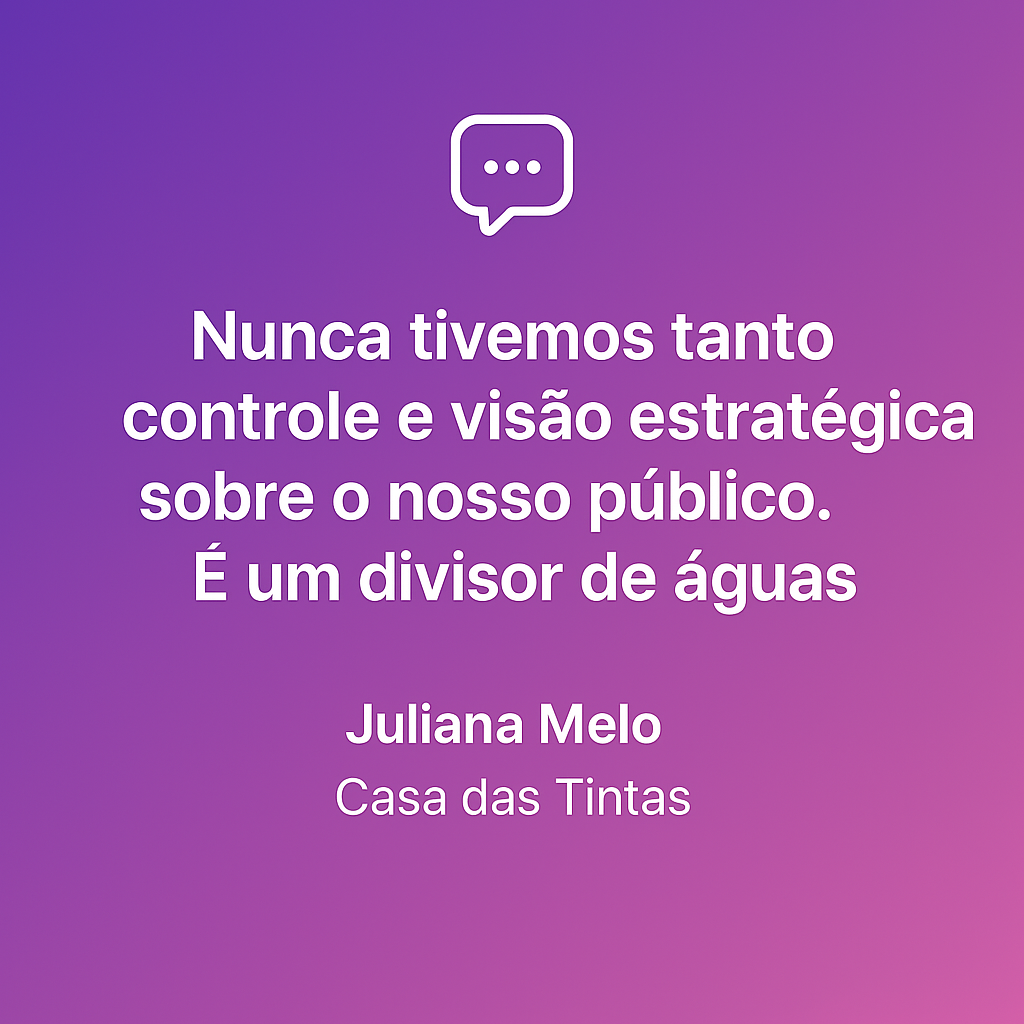 Nunca tivemos tanto
controle e visão estratégica
sobre o nosso público.
É um divisor de águas
Juliana Melo
Casa das Tintas